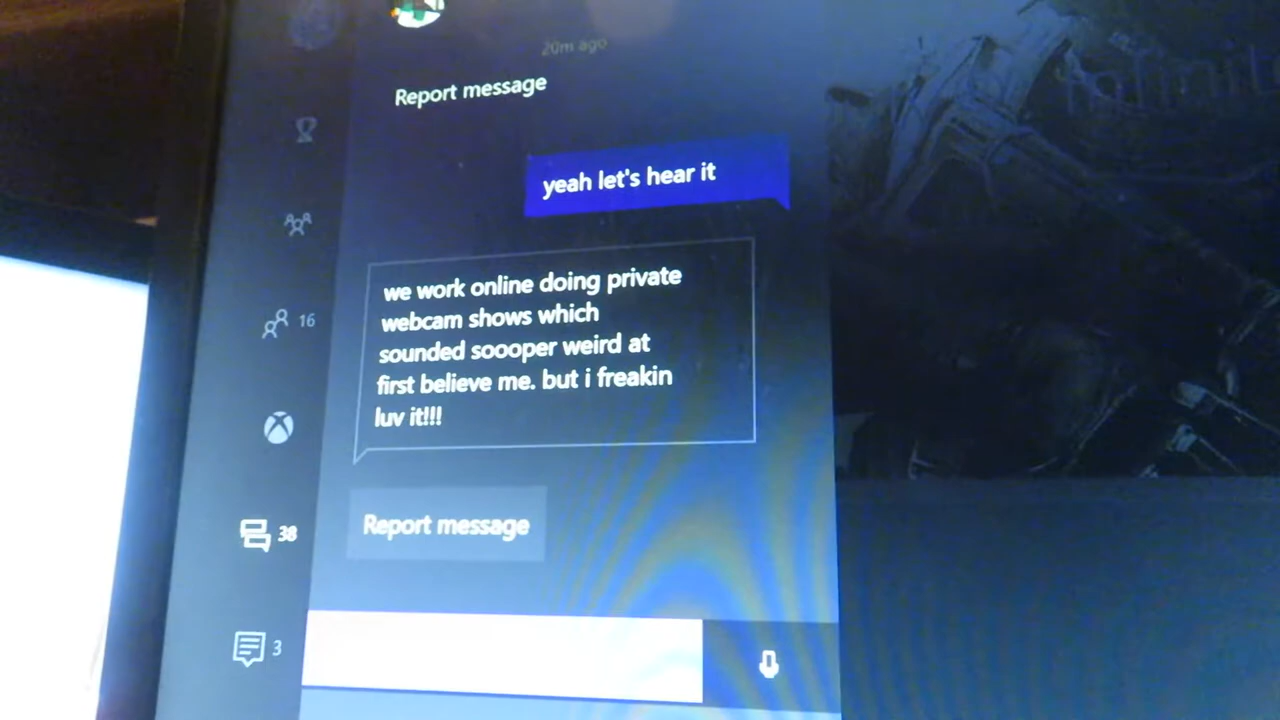 20m ago
Report message
yeah let's hear it
we work online doing private
webcam shows which
sounded soooper weird at
first believe me. but i freakin
luv it!!!
16
38
3
Report message